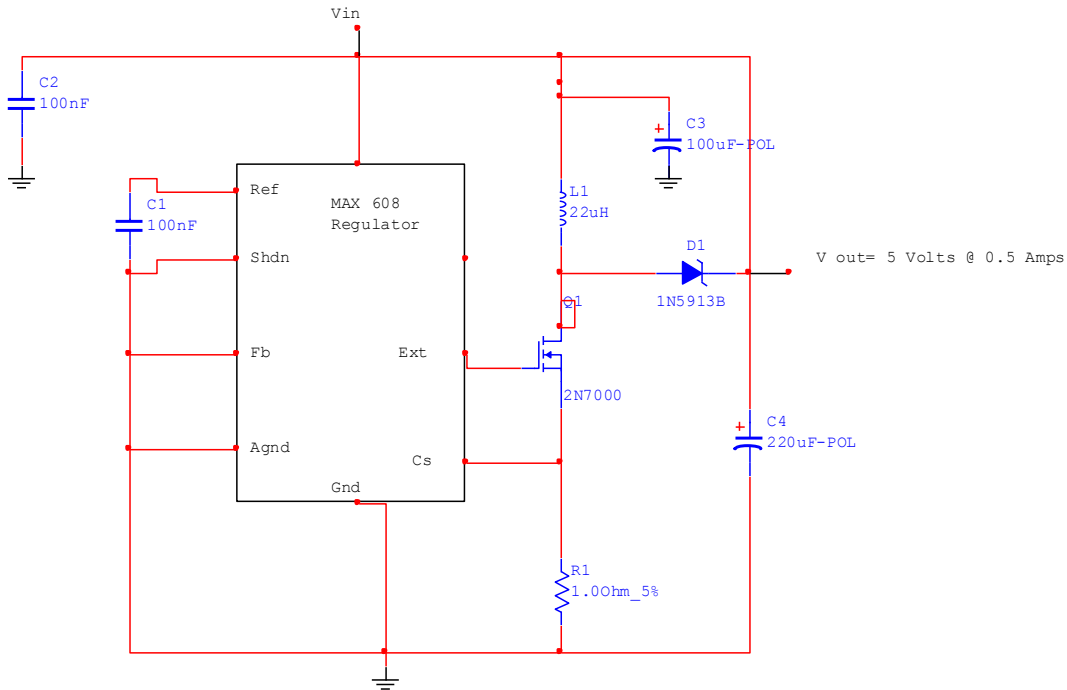 Vin
C2
100nF
C3
100uF-POL
Ref
MAX 608
Regulator
C1
100nF
L1
22uH
Shdn
D1
V out= 5 Volts @ 0.5 Amps
1N5913B
Q1
Fb
Ext
2N7000
C4
220uF-POL
Agnd
Cs
Gnd
R1
1.0Ohm_5%